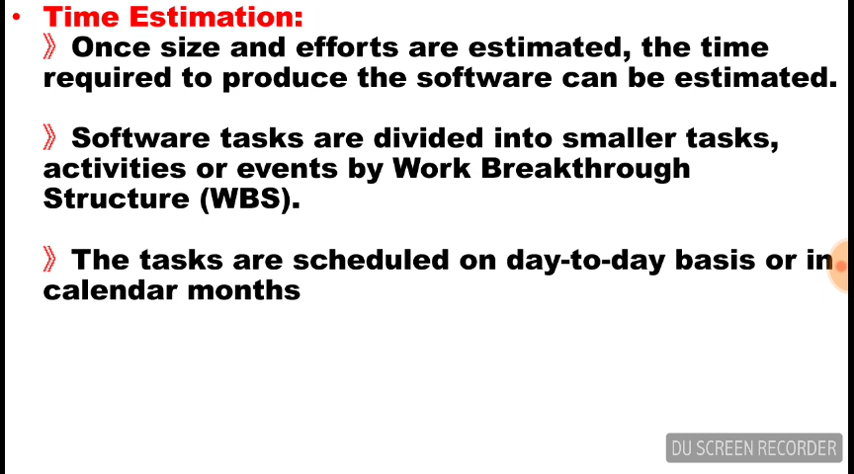 • Time Estimation:
》Once size and efforts are estimated, the time
required to produce the software can be estimated.
》Software tasks are divided into smaller tasks,
activities or events by Work Breakthrough
Structure (WBS).
》The tasks are scheduled on day-to-day basis or in
calendar months
DU SCREEN RECORDER